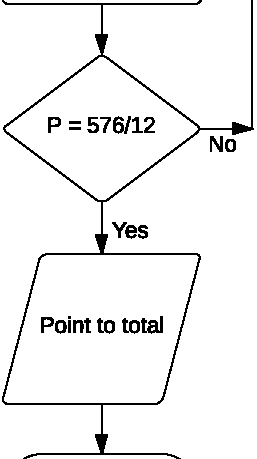 P = 576/12
No
Yes
Point to total